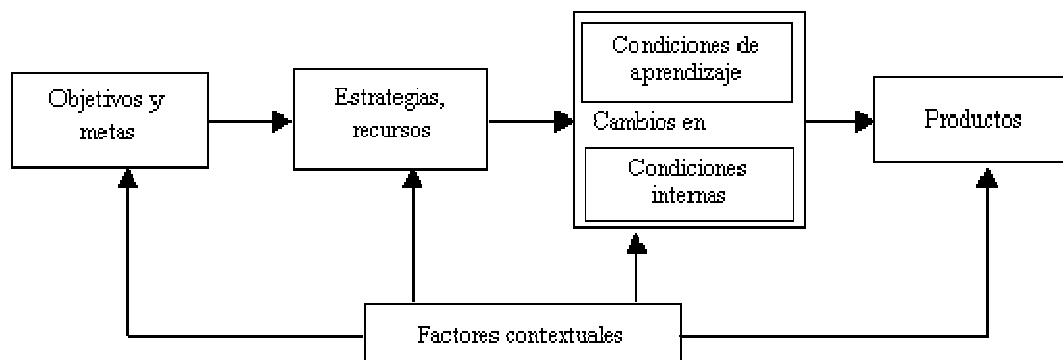 Objetivos y
metas
Estrategias,
recursos
Condiciones de
aprendizaje
Cambios en
Condiciones
internas
Productos
Factores contextuales